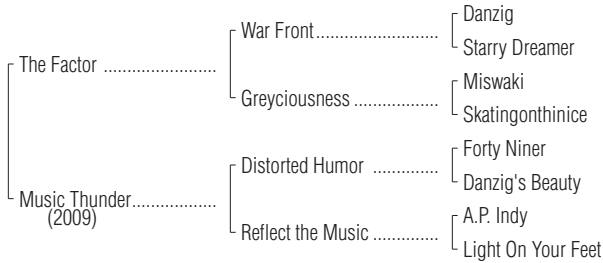 Danzig
War Front..........................
Starry Dreamer
The Factor ........................
Miswaki
Greyciousness ..................
Skatingonthinice
Forty Niner
Distorted Humor ..............
Danzig's Beauty
Music Thunder..................
(2009)
A.P. Indy
Reflect the Music ..............
Light On Your Feet